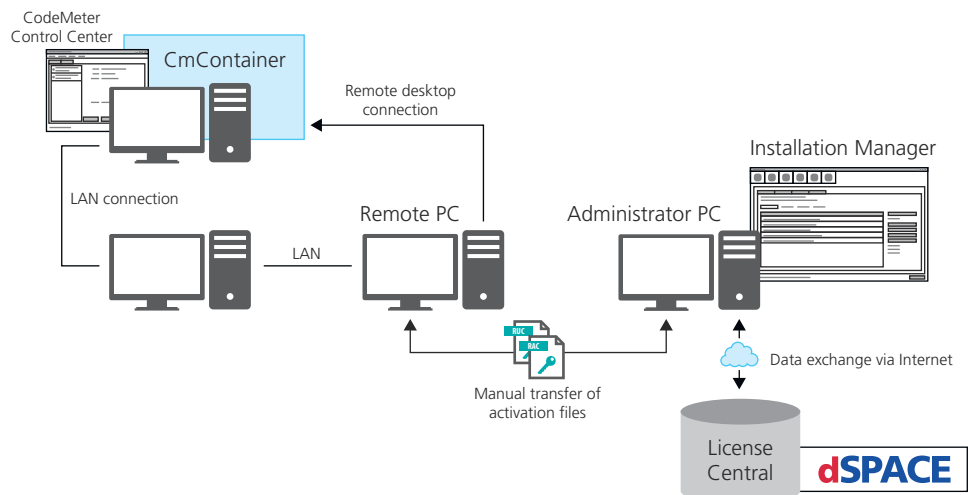 CodeMeter
Control Center
CmContainer
Remote desktop
connection
Installation Manager
LAN connection
Remote PC
Administrator PC
LAN
RUC
RAC
Data exchange via Internet
Manual transfer of
activation files
License
Central
dSPACE